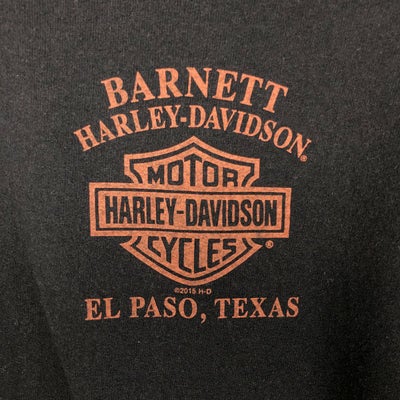 BARNETT
HARLEY-DAVIDSON®
MOTOR
HARLEY-DAVIDSON
CYCLES®
©2015 H-D
EL PASO, TEXAS